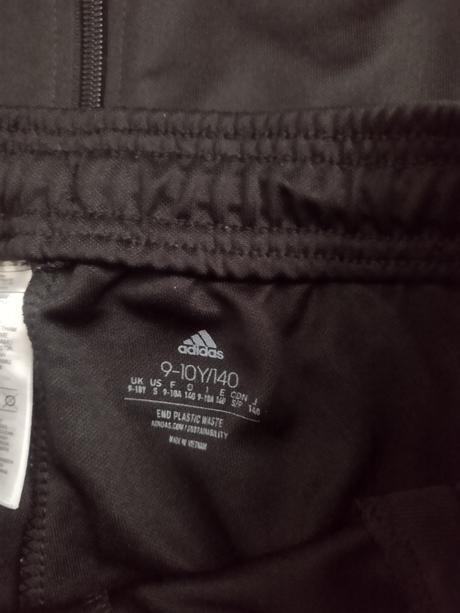 adidas
9-10Y/140
UK US F D I E CDN J
9-10Y S 9-10A 140 9-10A 140 S/P 140
END PLASTIC WASTE
ADIDAS.COM/SUSTAINABILITY
MADE IN VIETNAM